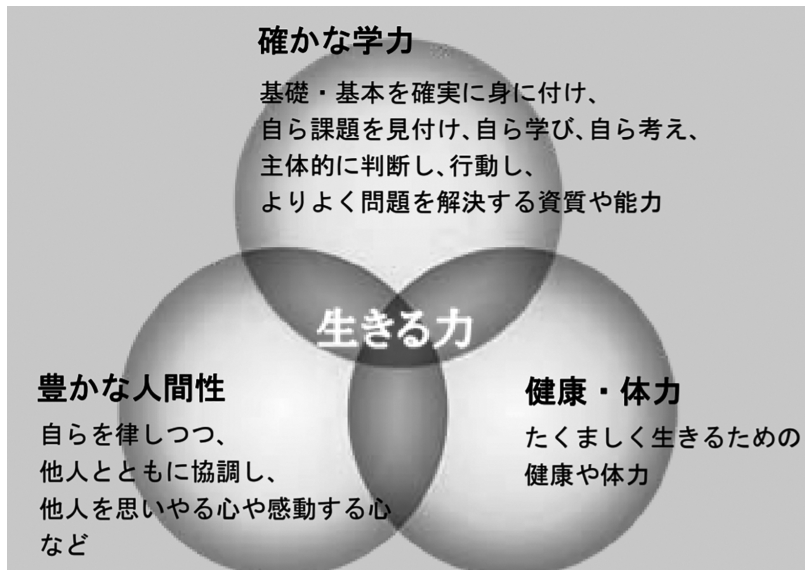 確かな学力
基礎・基本を確実に身に付け、
自ら課題を見付け、自ら学び、自ら考え、
主体的に判断し、行動し、
よりよく問題を解決する資質や能力
生きる力
豊かな人間性
自らを律しつつ、
他人とともに協調し、
他人を思いやる心や感動する心
など
健康・体力
たくましく生きるための
健康や体力